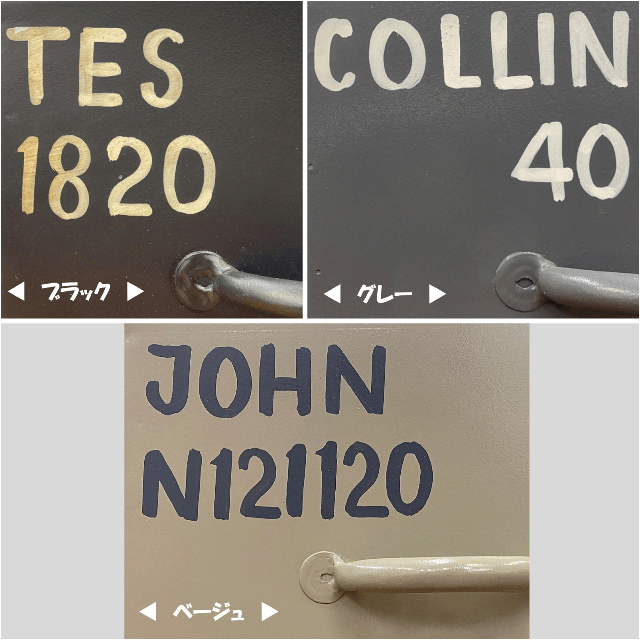 TES
1820
◀ ブラック ▶
COLLIN
40
◀ グレー ▶
JOHN
N121120
◀ ベージュ ▶